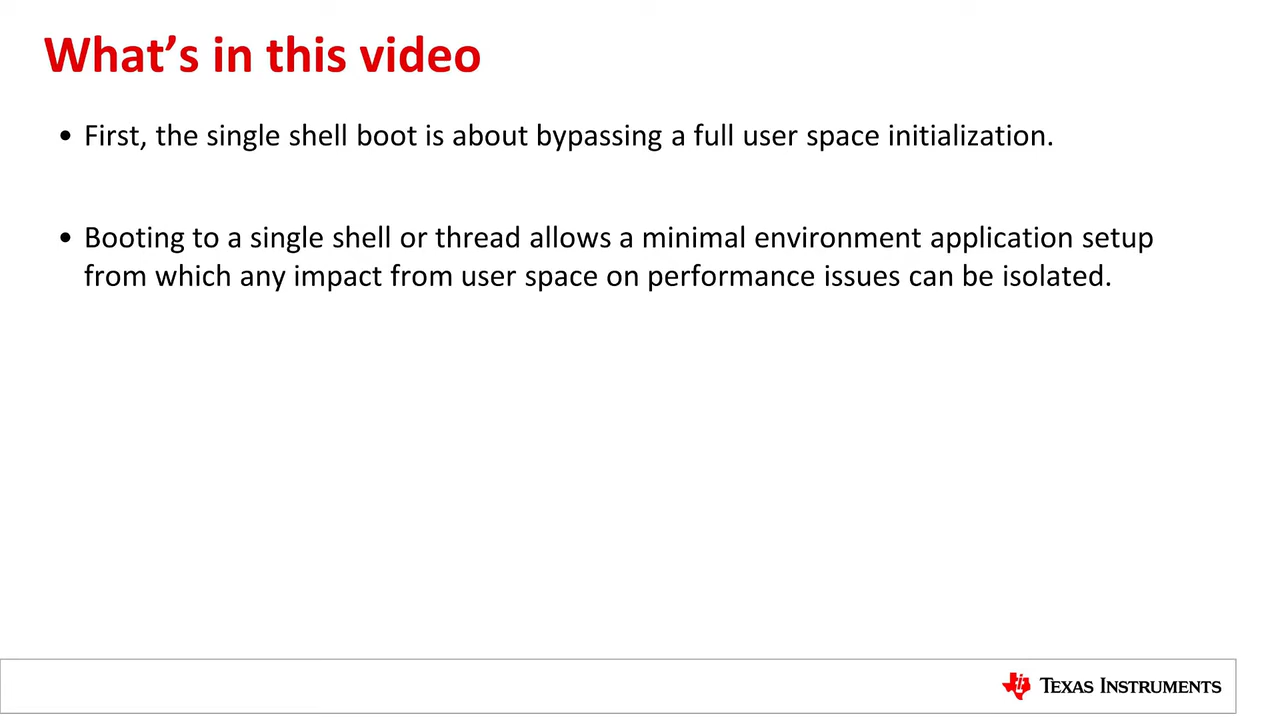 What's in this video
• First, the single shell boot is about bypassing a full user space initialization.
• Booting to a single shell or thread allows a minimal environment application setup
from which any impact from user space on performance issues can be isolated.
TEXAS INSTRUMENTS